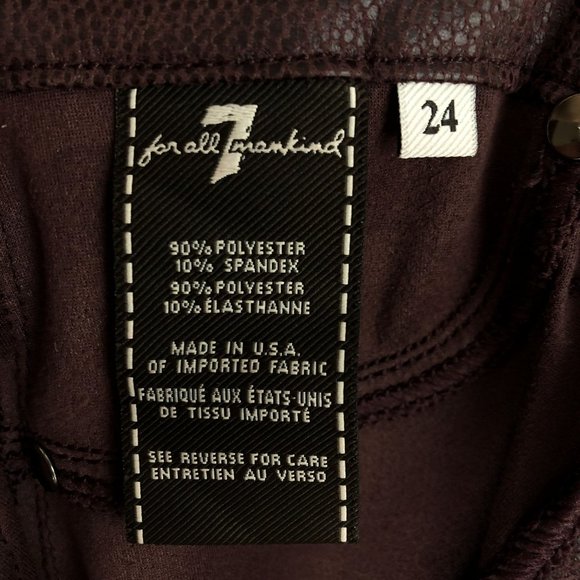 7
for all mankind
24
90% POLYESTER
10% SPANDEX
90% POLYESTER
10% ÉLASTHANNE
MADE IN U.S.A.
OF IMPORTED FABRIC
FABRIQUÉ AUX ÉTATS-UNIS
DE TISSU IMPORTÉ
SEE REVERSE FOR CARE
ENTRETIEN AU VERSO